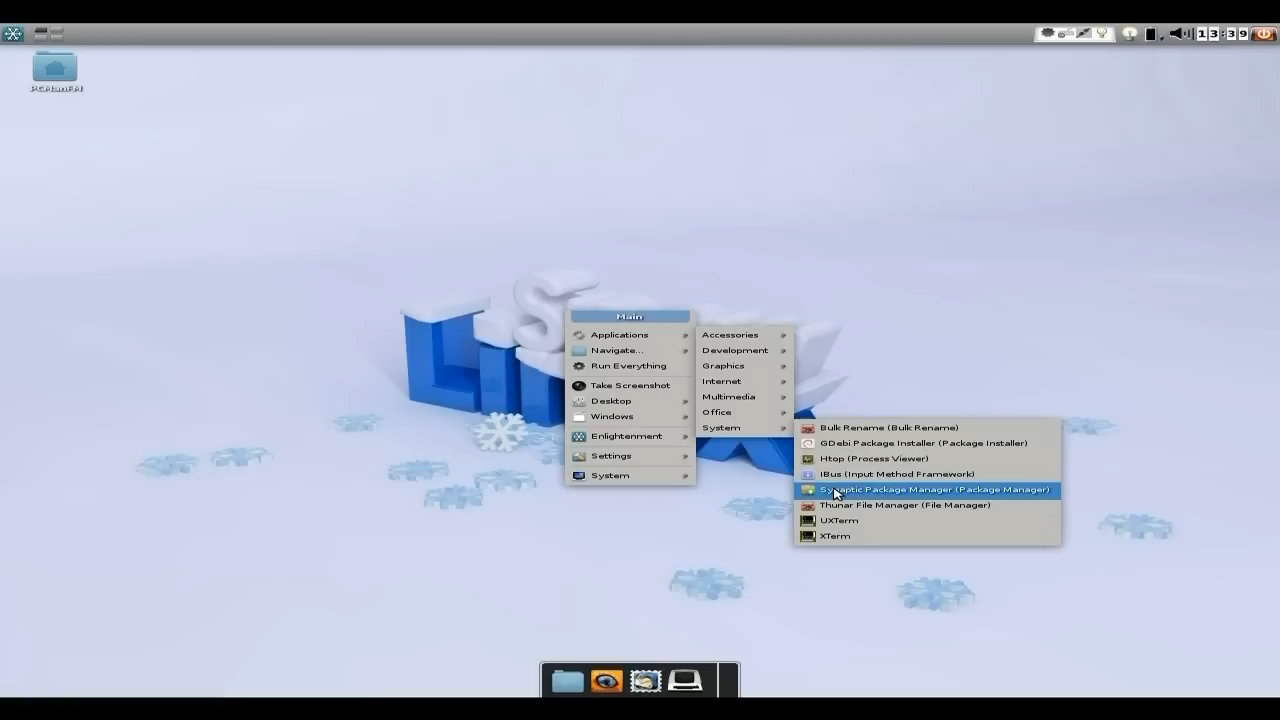 13:39
PCManFM
Main
Applications
Navigate...
Run Everything
Take Screenshot
Desktop
Windows
Enlightenment
Settings
System
Accessories
Development
Graphics
Internet
Multimedia
Office
System
Bulk Rename (Bulk Rename)
GDebi Package Installer (Package Installer)
Htop (Process Viewer)
IBus (Input Method Framework)
Synaptic Package Manager (Package Manager)
Thunar File Manager (File Manager)
UXTerm
XTerm